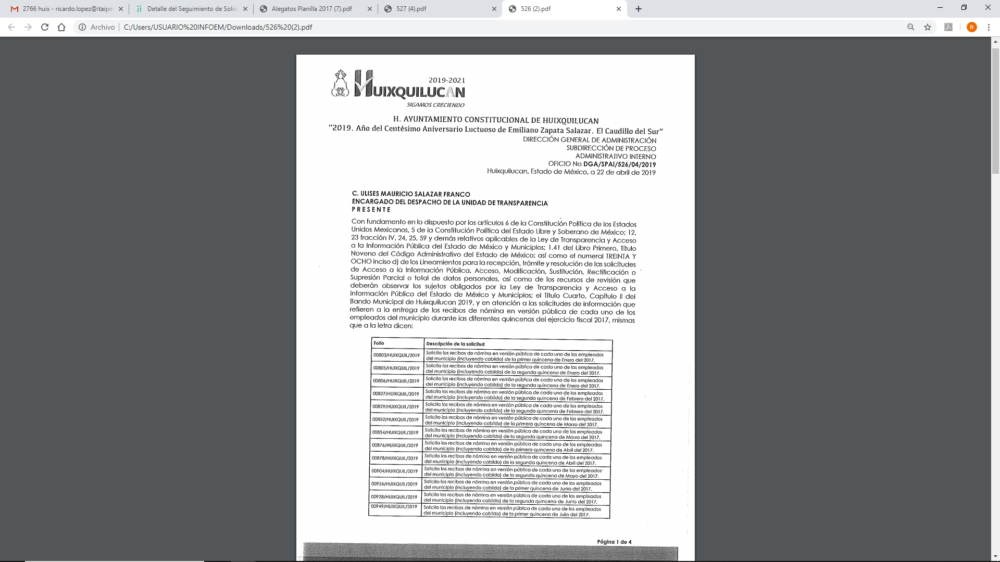 2766 huix - ricardo.lopez@itaiper
Detalle del Seguimiento de Solici
Alegatos Planilla 2017 (7).pdf
527 (4).pdf
526 (2).pdf
Archivo
C:/Users/USUARIO%20INFOEM/Downloads/526%20(2).pdf
R
2019-2021
HUIXQUILUCAN
SIGAMOS CRECIENDO
H. AYUNTAMIENTO CONSTITUCIONAL DE HUIXQUILUCAN
"2019. Año del Centésimo Aniversario Luctuoso de Emiliano Zapata Salazar. El Caudillo del Sur"
DIRECCIÓN GENERAL DE ADMINISTRACIÓN
SUBDIRECCIÓN DE PROCESO
ADMINISTRATIVO INTERNO
OFICIO No DGA/SPAI/526/04/2019
Huixquilucan, Estado de México, a 22 de abril de 2019
C. ULISES MAURICIO SALAZAR FRANCO
ENCARGADO DEL DESPACHO DE LA UNIDAD DE TRANSPARENCIA
P R E S E N T E
Con fundamento en lo dispuesto por los artículos 6 de la Constitución Política de los Estados
Unidos Mexicanos, 5 de la Constitución Política del Estado Libre y Soberano de México; 12,
23 fracción IV, 24, 25, 59 y demás relativos aplicables de la Ley de Transparencia y Acceso
a la Información Pública del Estado de México y Municipios; 1.41 del Libro Primero, Título
Noveno del Código Administrativo del Estado de México; así como el numeral TREINTA Y
OCHO inciso d) de los Lineamientos para la recepción, trámite y resolución de las solicitudes
de Acceso a la Información Pública, Acceso, Modificación, Sustitución, Rectificación o
Supresión Parcial o total de datos personales, así como de los recursos de revisión que
deberán observar los sujetos obligados por la Ley de Transparencia y Acceso a la
Información Pública del Estado de México y Municipios; el Título Cuarto, Capítulo II del
Bando Municipal de Huixquilucan 2019, y en atención a las solicitudes de información que
refieren a la entrega de los recibos de nómina en versión pública de cada uno de los
empleados del municipio durante las diferentes quincenas del ejercicio fiscal 2017, mismas
que a la letra dicen:
Folio Descripción de la solicitud
00803/HUIXQUIL/2019 Solicito los recibos de nómina en versión pública de cada uno de los empleados
del municipio (incluyendo cabildo) de la primer quincena de Enero del 2017.
00805/HUIXQUIL/2019 Solicito los recibos de nómina en versión pública de cada uno de los empleados
del municipio (incluyendo cabildo) de la segunda quincena de Enero del 2017.
00806/HUIXQUIL/2019 Solicito los recibos de nómina en versión pública de cada uno de los empleados
del municipio (incluyendo cabildo) de la segunda quincena de Enero del 2017.
00827/HUIXQUIL/2019 Solicito los recibos de nómina en versión pública de cada uno de los empleados
del municipio (incluyendo cabildo) de la segunda quincena de Febrero del 2017.
00829/HUIXQUIL/2019 Solicito los recibos de nómina en versión pública de cada uno de los empleados
del municipio (incluyendo cabildo) de la segunda quincena de Febrero del 2017.
00852/HUIXQUIL/2019 Solicito los recibos de nómina en versión pública de cada uno de los empleados
del municipio (incluyendo cabildo) de la primera quincena de Marzo del 2017.
00854/HUIXQUIL/2019 Solicito los recibos de nómina en versión pública de cada uno de los empleados
del municipio (incluyendo cabildo) de la segunda quincena de Marzo del 2017.
00876/HUIXQUIL/2019 Solicito los recibos de nómina en versión pública de cada uno de los empleados
del municipio (incluyendo cabildo) de la primera quincena de Abril del 2017.
00878/HUIXQUIL/2019 Solicito los recibos de nómina en versión pública de cada uno de los empleados
del municipio (incluyendo cabildo) de la segunda quincena de Abril del 2017.
00904/HUIXQUIL/2019 Solicito los recibos de nómina en versión pública de cada uno de los empleados
del municipio (incluyendo cabildo) de la segunda quincena de Mayo del 2017.
00926/HUIXQUIL/2019 Solicito los recibos de nómina en versión pública de cada uno de los empleados
del municipio (incluyendo cabildo) de la primer quincena de Junio del 2017.
00928/HUIXQUIL/2019 Solicito los recibos de nómina en versión pública de cada uno de los empleados
del municipio (incluyendo cabildo) de la segunda quincena de Junio del 2017.
00949/HUIXQUIL/2019 Solicito los recibos de nómina en versión pública de cada uno de los empleados
del municipio (incluyendo cabildo) de la primer quincena de Julio del 2017.
Página 1 de 4